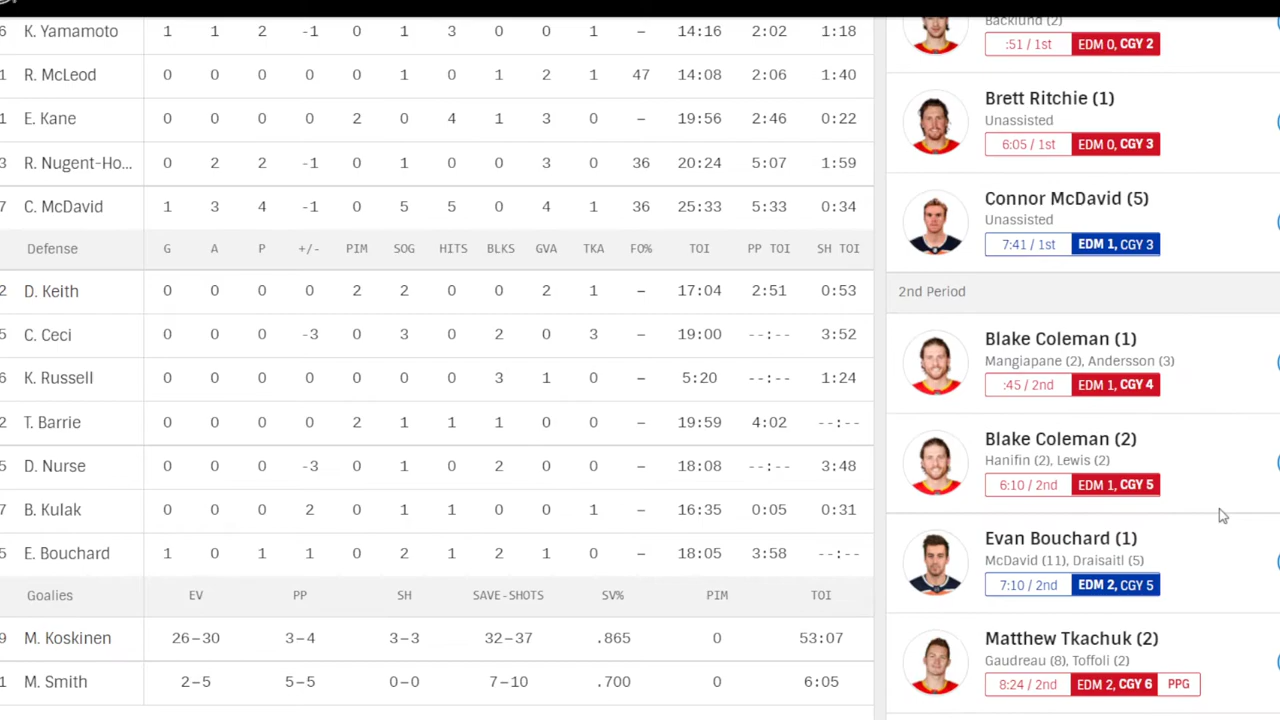 6 K. Yamamoto 1 1 2 -1 0 1 3 0 0 1 – 14:16 2:02 1:18
1 R. McLeod 0 0 0 0 0 1 0 1 2 1 47 14:08 2:06 1:40
1 E. Kane 0 0 0 0 2 0 4 1 3 0 – 19:56 2:46 0:22
3 R. Nugent-Ho... 0 2 2 -1 0 1 0 0 3 0 36 20:24 5:07 1:59
7 C. McDavid 1 3 4 -1 0 5 5 0 4 1 36 25:33 5:33 0:34
Defense G A P +/- PIM SOG HITS BLKS GVA TKA FO% TOI PP TOI SH TOI
2 D. Keith 0 0 0 0 2 2 0 0 2 1 – 17:04 2:51 0:53
5 C. Ceci 0 0 0 -3 0 3 0 2 0 3 – 19:00 --:-- 3:52
6 K. Russell 0 0 0 0 0 0 0 3 1 0 – 5:20 --:-- 1:24
2 T. Barrie 0 0 0 0 2 1 1 1 0 0 – 19:59 4:02 --:--
5 D. Nurse 0 0 0 -3 0 1 0 2 0 0 – 18:08 --:-- 3:48
7 B. Kulak 0 0 0 2 0 1 1 0 0 1 – 16:35 0:05 0:31
5 E. Bouchard 1 0 1 1 0 2 1 2 1 0 – 18:05 3:58 --:--
Goalies EV PP SH SAVE-SHOTS SV% PIM TOI
9 M. Koskinen 26–30 3–4 3–3 32–37 .865 0 53:07
1 M. Smith 2–5 5–5 0–0 7–10 .700 0 6:05
Backlund (2)
:51 / 1st EDM 0, CGY 2
Brett Ritchie (1)
Unassisted
6:05 / 1st EDM 0, CGY 3
Connor McDavid (5)
Unassisted
7:41 / 1st EDM 1, CGY 3
2nd Period
Blake Coleman (1)
Mangiapane (2), Andersson (3)
:45 / 2nd EDM 1, CGY 4
Blake Coleman (2)
Hanifin (2), Lewis (2)
6:10 / 2nd EDM 1, CGY 5
Evan Bouchard (1)
McDavid (11), Draisaitl (5)
7:10 / 2nd EDM 2, CGY 5
Matthew Tkachuk (2)
Gaudreau (8), Toffoli (2)
8:24 / 2nd EDM 2, CGY 6 PPG